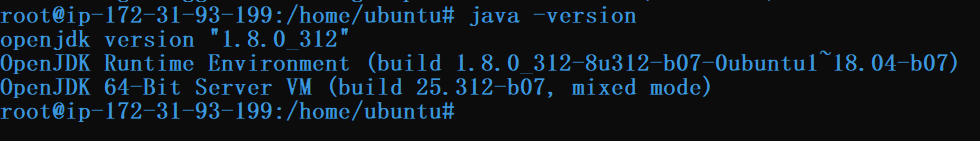 root@ip-172-31-93-199:/home/ubuntu# java -version
openjdk version "1.8.0_312"
OpenJDK Runtime Environment (build 1.8.0_312-8u312-b07-0ubuntu1~18.04-b07)
OpenJDK 64-Bit Server VM (build 25.312-b07, mixed mode)
root@ip-172-31-93-199:/home/ubuntu#